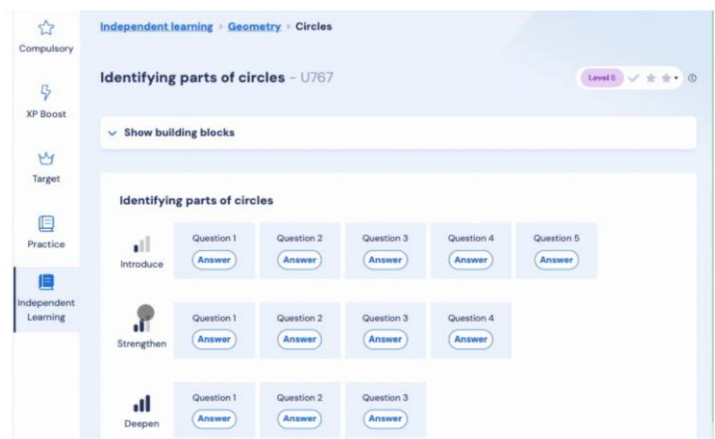 Compulsory
XP Boost
Target
Practice
Independent
Learning
Independent learning
Geometry
Circles
Identifying parts of circles – U767
Level 5
Show building blocks
Identifying parts of circles
Introduce
Question 1
Answer
Question 2
Answer
Question 3
Answer
Question 4
Answer
Question 5
Answer
Strengthen
Question 1
Answer
Question 2
Answer
Question 3
Answer
Question 4
Answer
Deepen
Question 1
Answer
Question 2
Answer
Question 3
Answer